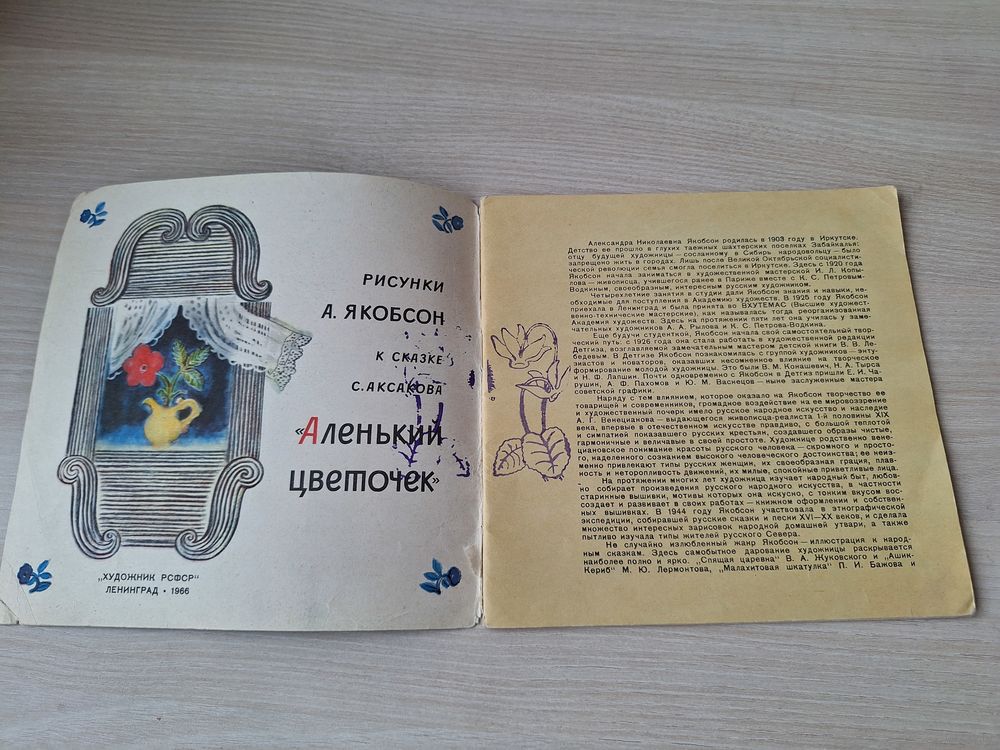 РИСУНКИ
А. ЯКОБСОН
К СКАЗКЕ
С. АКСАКОВА
«Аленький
цветочек»
„ХУДОЖНИК РСФСР"
ЛЕНИНГРАД • 1966
Александра Николаевна Якобсон родилась в 1903 году в Иркутске.
Детство ее прошло в глухих таежных шахтерских поселках Забайкалья:
отцу будущей художницы — сосланному в Сибирь народовольцу — было
запрещено жить в городах. Лишь после Великой Октябрьской социалисти-
ческой революции семья смогла поселиться в Иркутске. Здесь с 1920 года
Якобсон начала заниматься в художественной мастерской И. Л. Копы-
лова — живописца, учившегося ранее в Париже вместе с К. С. Петровым-
Водкиным, своеобразным, интересным русским художником.
Четырехлетние занятия в студии дали Якобсон знания и навыки, не-
обходимые для поступления в Академию художеств. В 1925 году Якобсон
приехала в Ленинград и была принята во ВХУТЕМАС (Высшие художест-
венно-технические мастерские), как называлась тогда реорганизованная
Академия художеств. Здесь на протяжении пяти лет она училась у заме-
чательных художников А. А. Рылова и К. С. Петрова-Водкина.
Еще будучи студенткой, Якобсон начала свой самостоятельный твор-
ческий путь: с 1926 года она стала работать в художественной редакции
Детгиза, возглавляемой замечательным мастером детской книги В. В. Ле-
бедевым. В Детгизе Якобсон познакомилась с группой художников — энту-
зиастов и новаторов, оказавших несомненное влияние на творческое
формирование молодой художницы. Это были В. М. Конашевич, Н. А. Тырса
и Н. Ф. Лапшин. Почти одновременно с Якобсон в Детгиз пришли Е. И. Ча-
рушин, А. Ф. Пахомов и Ю. М. Васнецов — ныне заслуженные мастера
советской графики.
Наряду с тем влиянием, которое оказало на Якобсон творчество ее
товарищей и современников, громадное воздействие на ее мировоззрение
и художественный почерк имело русское народное искусство и наследие
А. Г. Венецианова — выдающегося живописца-реалиста 1-й половины XIX
века, впервые в отечественном искусстве правдиво, с большой теплотой
и симпатией показавшего русских крестьян, создавшего образы чистые,
гармоничные и величавые в своей простоте. Художнице родственно вене-
циановское понимание красоты русского человека — скромного и просто-
го, наделенного сознанием высокого человеческого достоинства; ее неиз-
менно привлекают типы русских женщин, их своеобразная грация, плав-
ность и неторопливость движений, их милые, спокойные приветливые лица.
На протяжении многих лет художница изучает народный быт, любов-
но собирает произведения русского народного искусства, в частности
старинные вышивки, мотивы которых она искусно, с тонким вкусом вос-
создает и развивает в своих работах — книжном оформлении и собствен-
ных вышивках. В 1944 году Якобсон участвовала в этнографической
экспедиции, собиравшей русские сказки и песни XVI—XX веков, и сделала
множество интересных зарисовок народной домашней утвари, а также
пытливо изучала типы жителей русского Севера.
Не случайно излюбленный жанр Якобсон — иллюстрации к народ-
ным сказкам. Здесь самобытное дарование художницы раскрывается
наиболее полно и ярко. „Спящая царевна" В. А. Жуковского и „Ашик-
Кериб" М. Ю. Лермонтова, „Малахитовая шкатулка" П. И. Бажова и